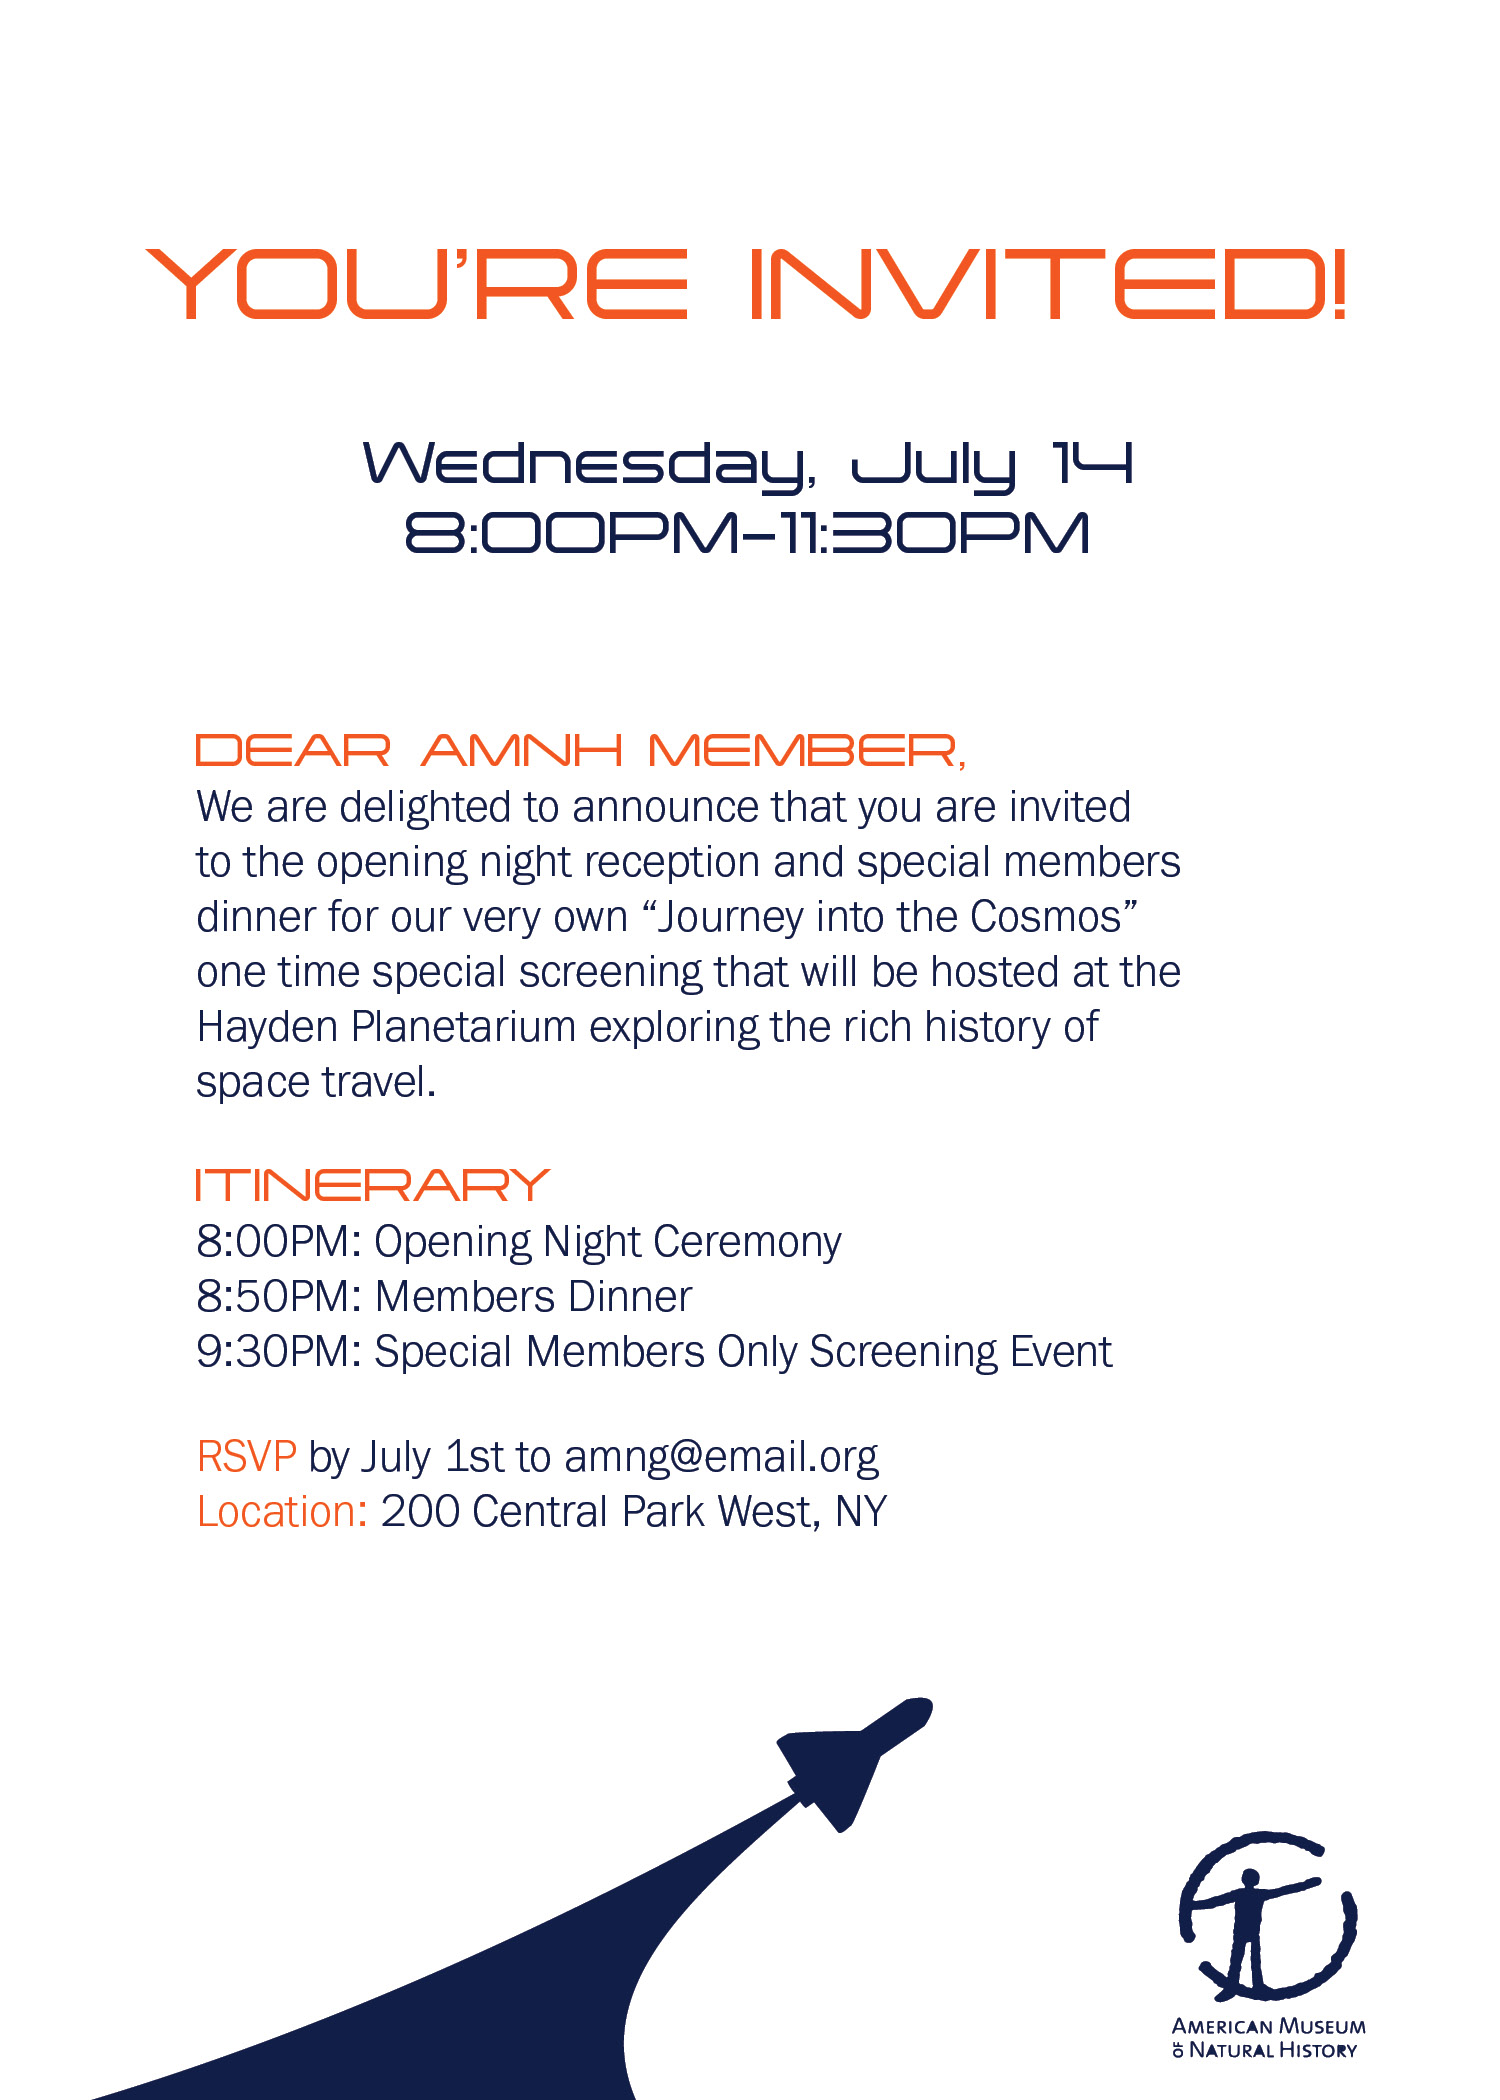 YOU’RE INVITED!
Wednesday, July 14
8:00PM–11:30PM
DEAR AMNH MEMBER,
We are delighted to announce that you are invited
to the opening night reception and special members
dinner for our very own “Journey into the Cosmos”
one time special screening that will be hosted at the
Hayden Planetarium exploring the rich history of
space travel.
ITINERARY
8:00PM: Opening Night Ceremony
8:50PM: Members Dinner
9:30PM: Special Members Only Screening Event
RSVP by July 1st to amng@email.org
Location: 200 Central Park West, NY
AMERICAN MUSEUM
OF NATURAL HISTORY